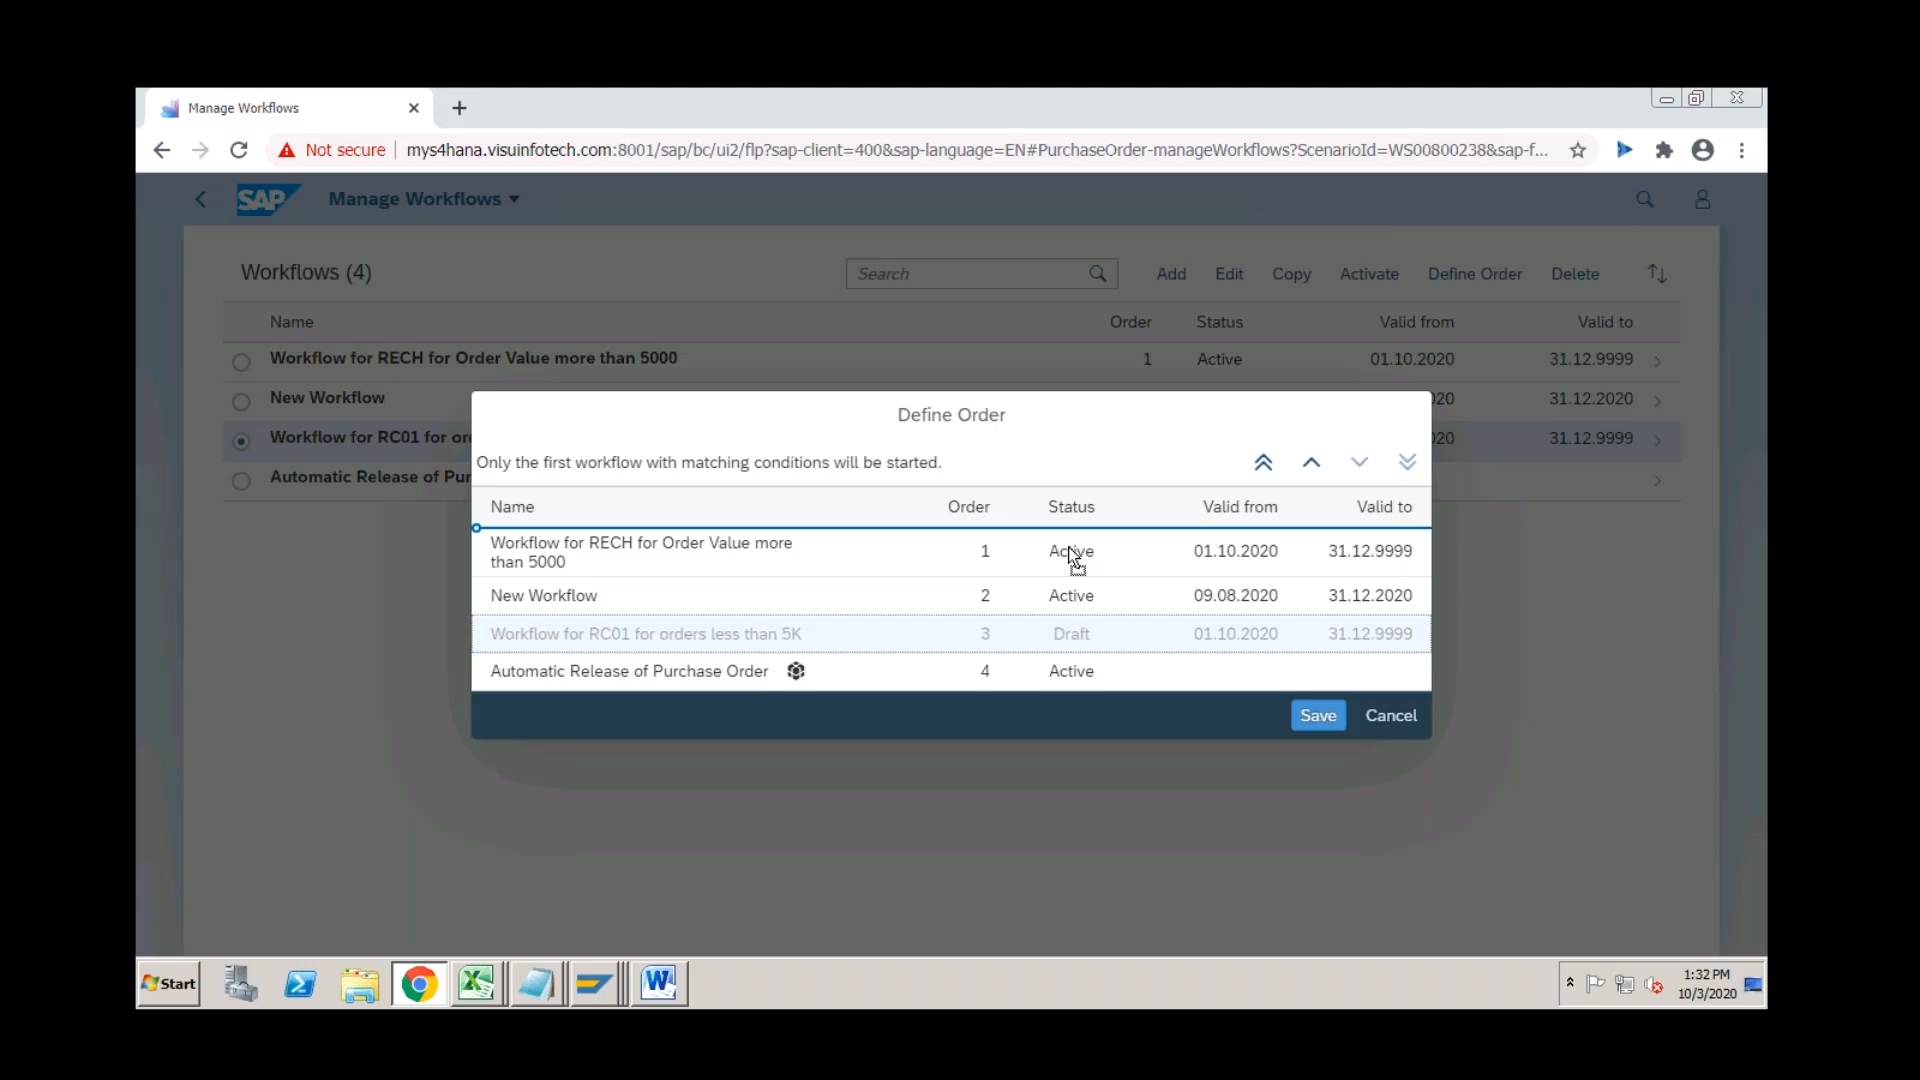 Manage Workflows
Not secure mys4hana.visuinfotech.com:8001/sap/bc/ui2/flp?sap-client=400&sap-language=EN#PurchaseOrder-manageWorkflows?ScenarioId=WS00800238&sap-f...
SAP Manage Workflows
Workflows (4) Search Add Edit Copy Activate Define Order Delete
Name Order Status Valid from Valid to
Workflow for RECH for Order Value more than 5000 1 Active 01.10.2020 31.12.9999
New Workflow 020 31.12.2020
Workflow for RC01 for ord 020 31.12.9999
Automatic Release of Pur
Define Order
Only the first workflow with matching conditions will be started.
Name Order Status Valid from Valid to
Workflow for RECH for Order Value more
than 5000 1 Active 01.10.2020 31.12.9999
New Workflow 2 Active 09.08.2020 31.12.2020
Workflow for RC01 for orders less than 5K 3 Draft 01.10.2020 31.12.9999
Automatic Release of Purchase Order 4 Active
Save Cancel
Start 1:32 PM
10/3/2020